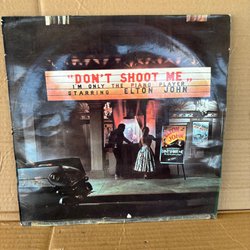 "DON'T SHOOT ME"
I'M ONLY THE PIANO PLAYER
STARRING ELTON JOHN